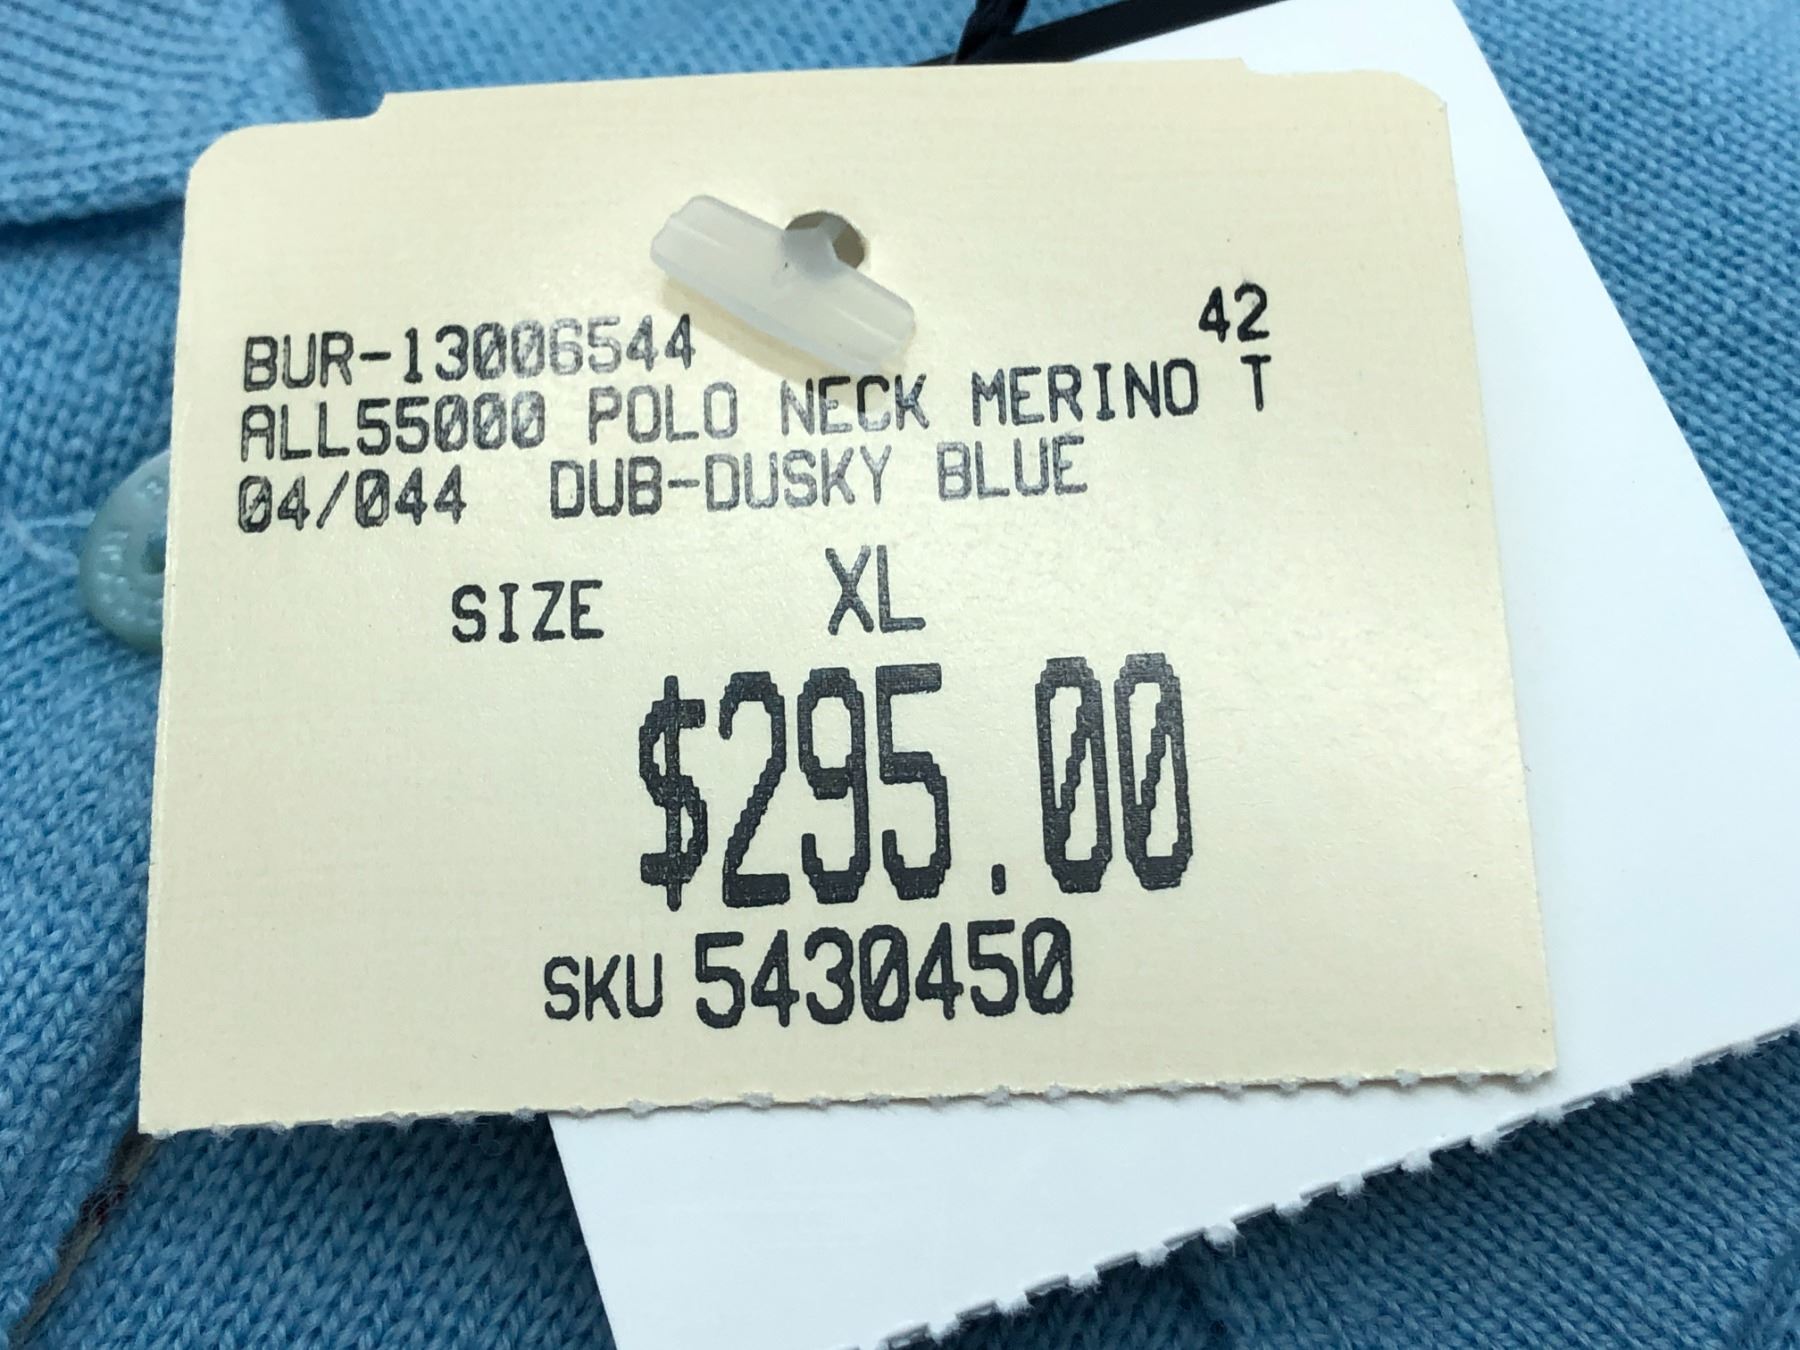 42
BUR-13006544
ALL55000 POLO NECK MERINO T
04/044 DUB-DUSKY BLUE
SIZE XL
$295.00
SKU 5430450